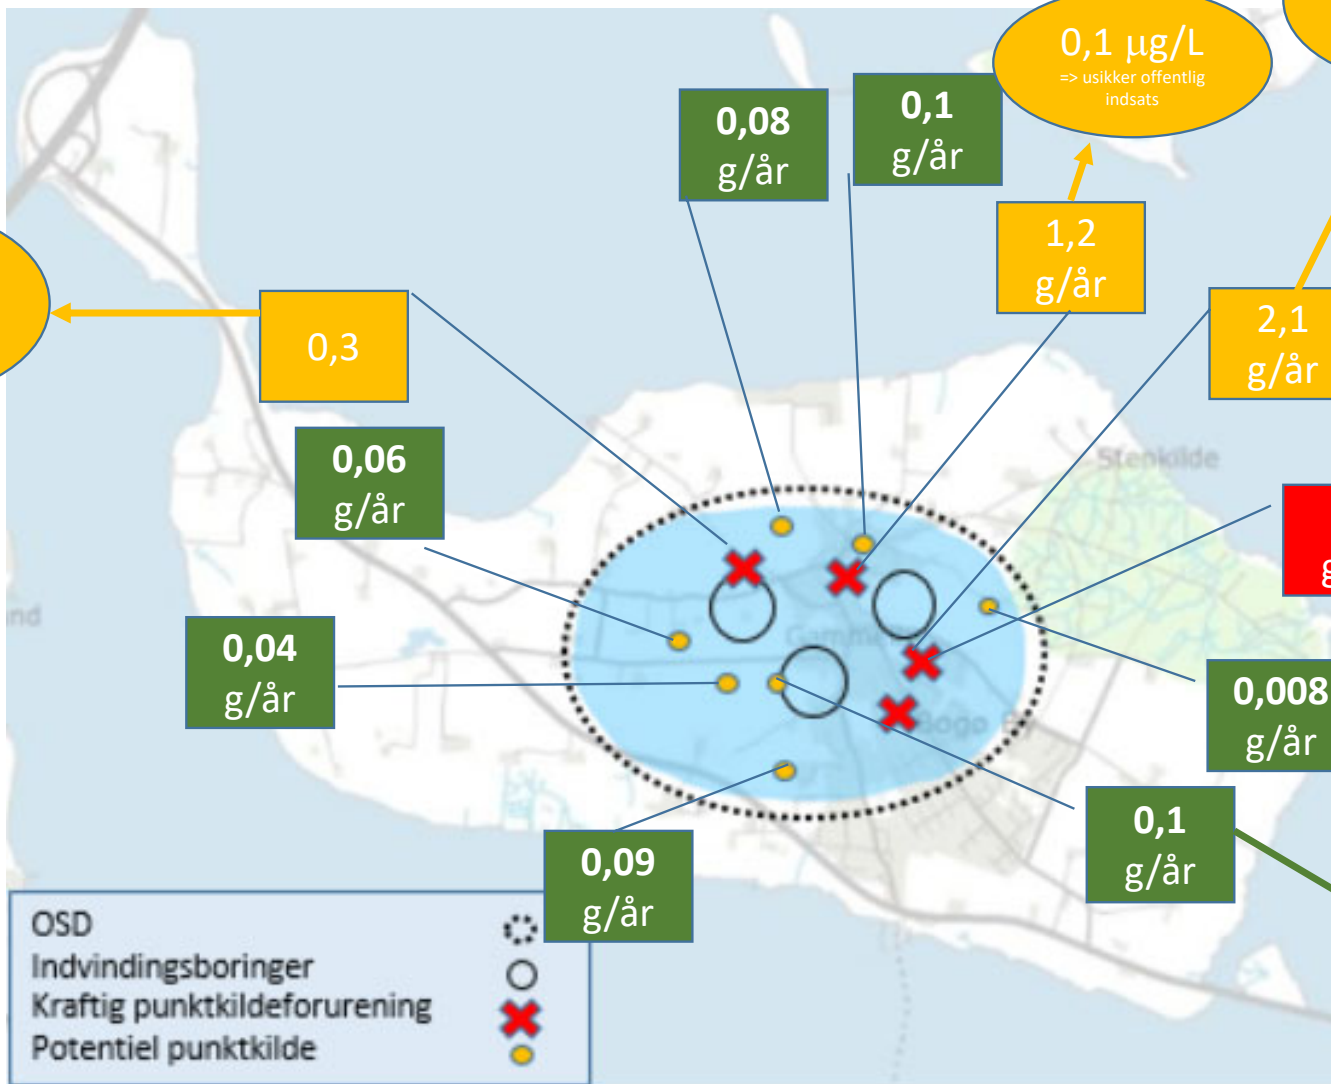 0,1 µg/L
=> usikker offentlig
indsats
0,08
g/år
0,1
g/år
1,2
g/år
2,1
g/år
0,3
0,06
g/år
Stenkilde
g
0,04
g/år
0,008
g/år
Bogø By
0,1
g/år
0,09
g/år
OSD
Indvindingsboringer
Kraftig punktkildeforurening
Potentiel punktkilde